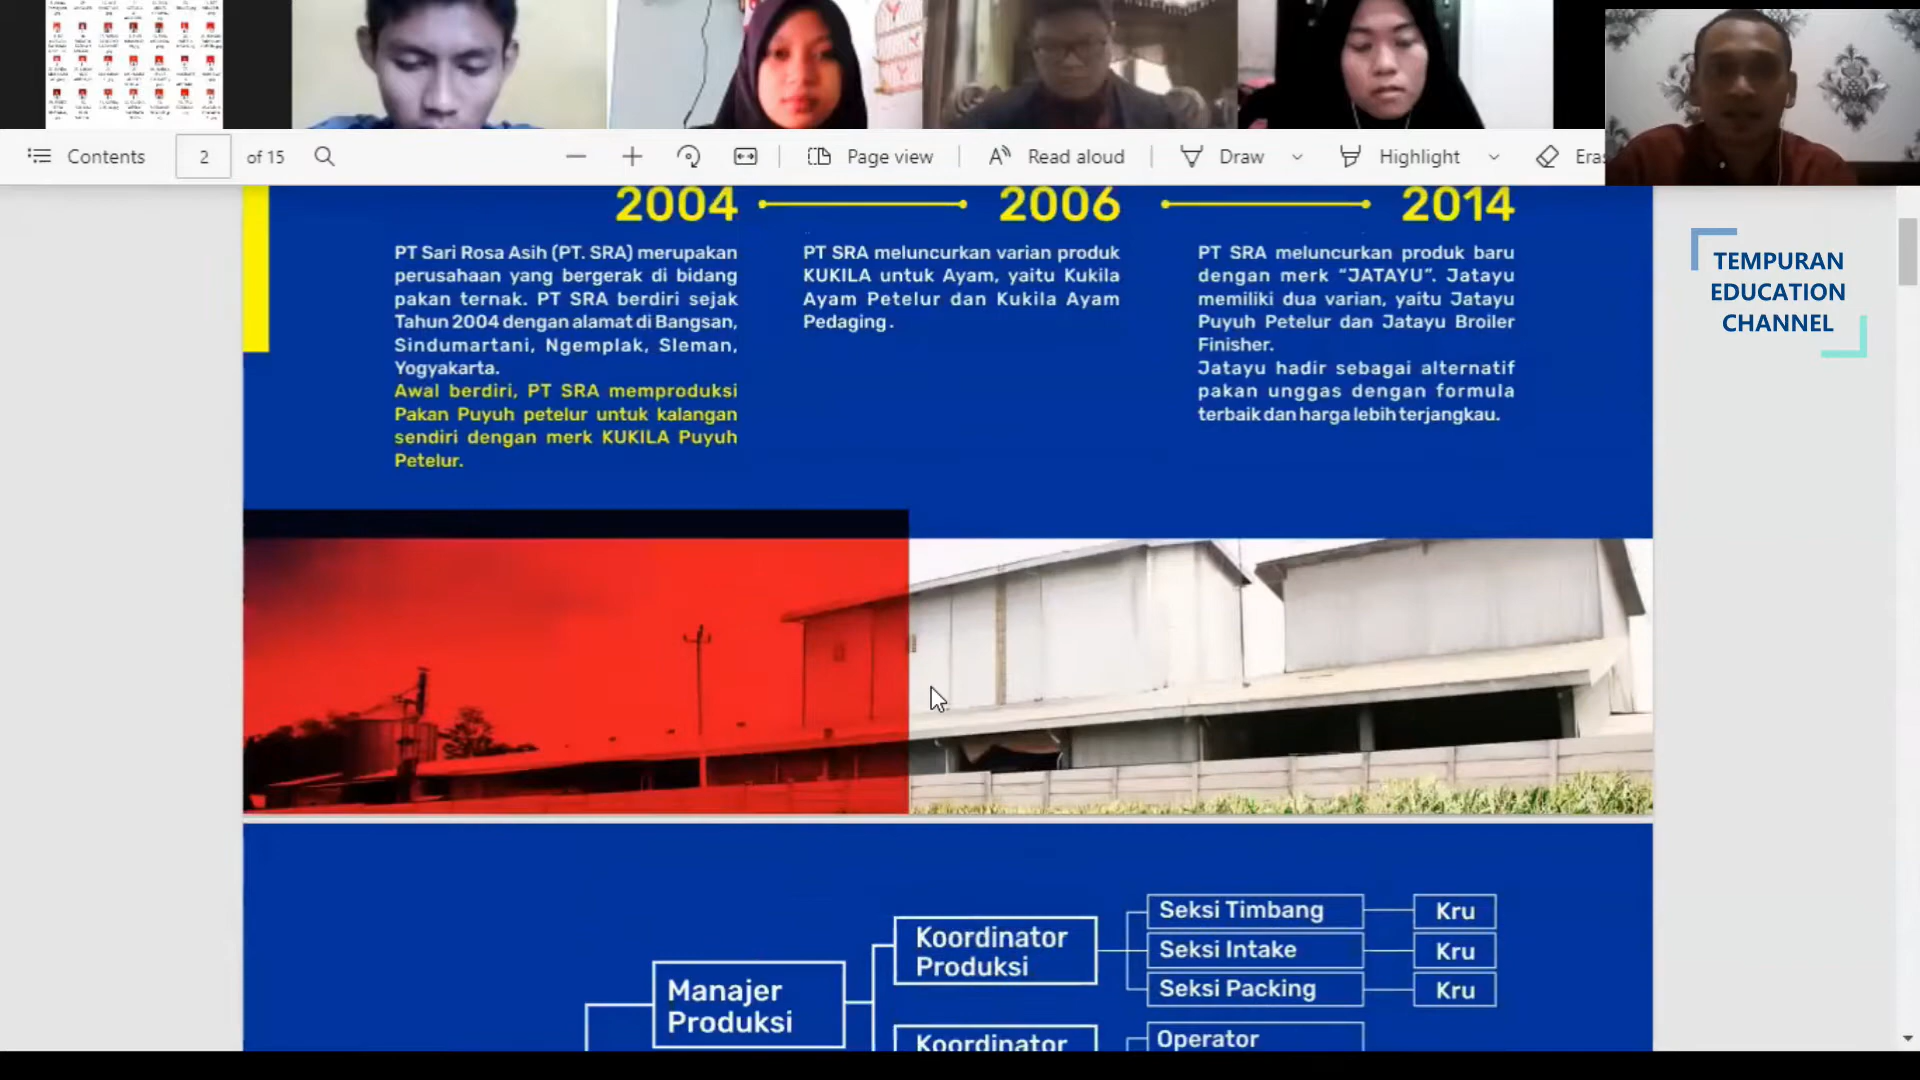 Contents
2
of 15
Page view
Read aloud
Draw
Highlight
Eras
TEMPURAN
EDUCATION
CHANNEL
2004
2006
2014
PT Sari Rosa Asih (PT. SRA) merupakan
perusahaan yang bergerak di bidang
pakan ternak. PT SRA berdiri sejak
Tahun 2004 dengan alamat di Bangsan,
Sindumartani, Ngemplak, Sleman,
Yogyakarta.
Awal berdiri, PT SRA memproduksi
Pakan Puyuh petelur untuk kalangan
sendiri dengan merk KUKILA Puyuh
Petelur.
PT SRA meluncurkan varian produk
KUKILA untuk Ayam, yaitu Kukila
Ayam Petelur dan Kukila Ayam
Pedaging.
PT SRA meluncurkan produk baru
dengan merk “JATAYU”. Jatayu
memiliki dua varian, yaitu Jatayu
Puyuh Petelur dan Jatayu Broiler
Finisher.
Jatayu hadir sebagai alternatif
pakan unggas dengan formula
terbaik dan harga lebih terjangkau.
Manajer
Produksi
Koordinator
Produksi
Seksi Timbang
Kru
Seksi Intake
Kru
Seksi Packing
Kru
Koordinator
Operator